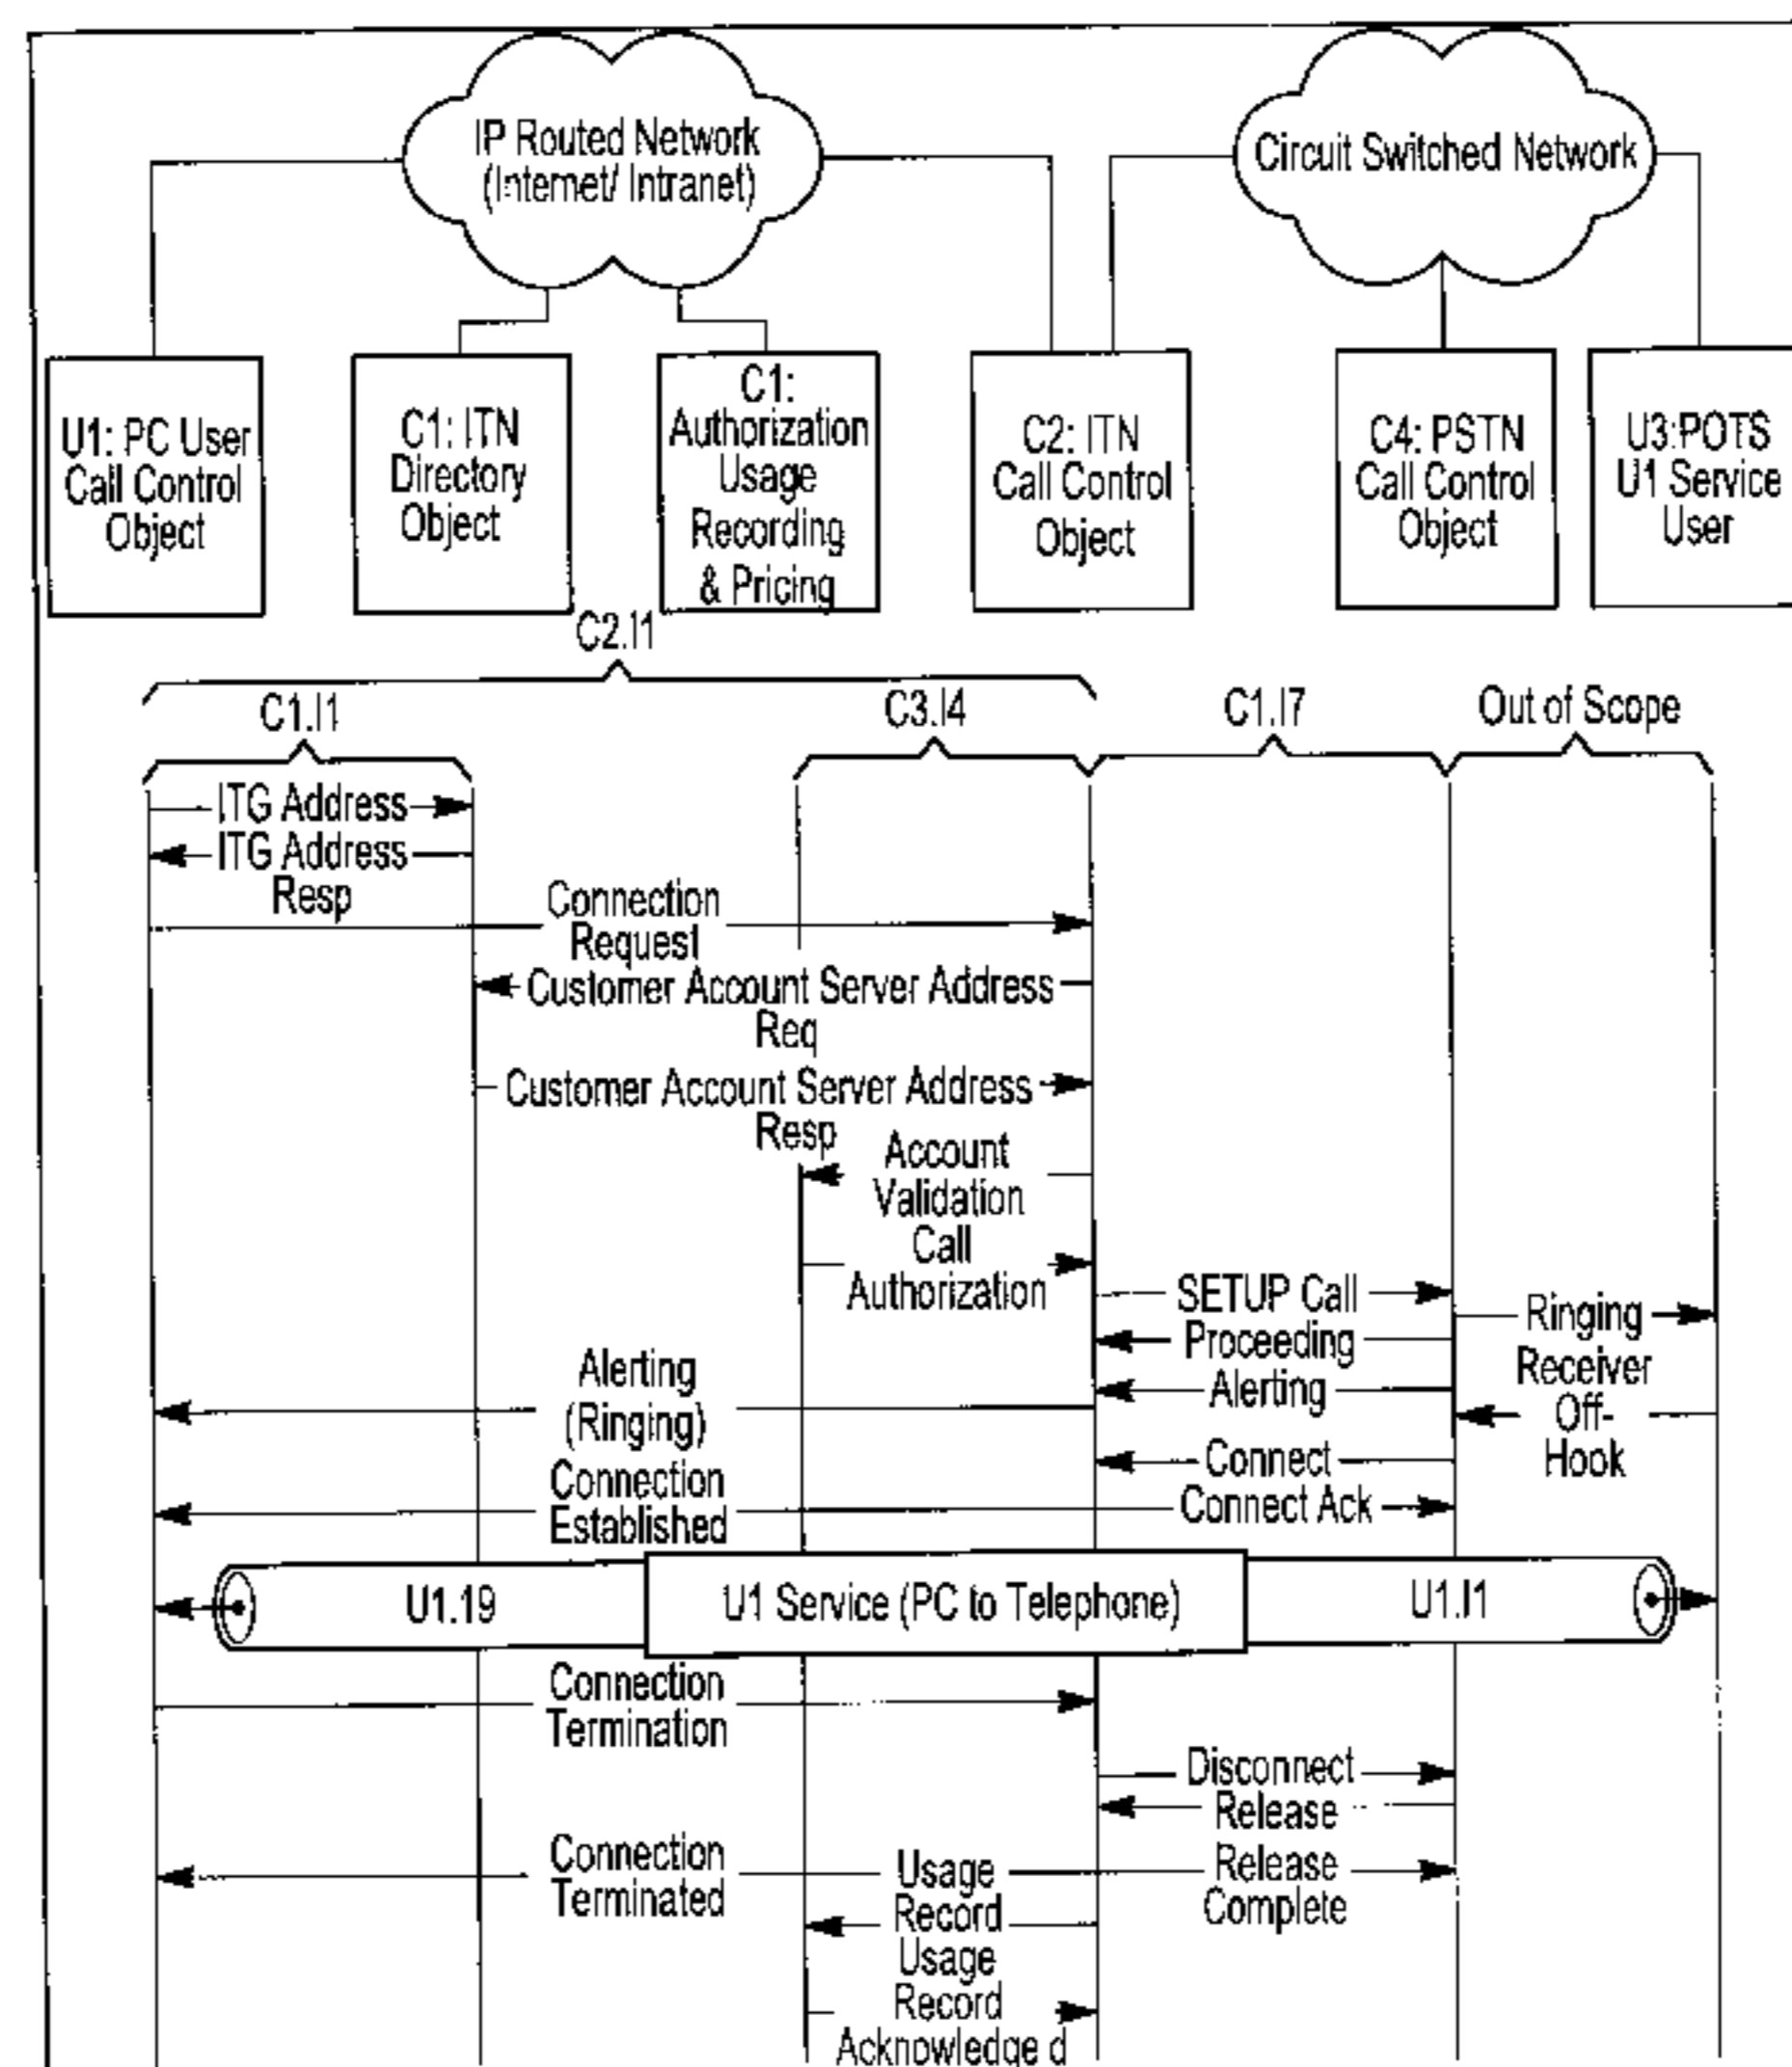 IP Routed Network
(Internet/ Intranet)
Circuit Switched Network
U1: PC User
Call Control
Object
C1: ITN
Directory
Object
C1:
Authorization
Usage
Recording
& Pricing
C2: ITN
Call Control
Object
C4: PSTN
Call Control
Object
U3:POTS
U1 Service
User
C2.I1
C1.I1
C3.I4
C1.I7
Out of Scope
ITG Address
ITG Address
Resp
Connection
Request
Customer Account Server Address
Req
Customer Account Server Address
Resp
Account
Validation
Call
Authorization
SETUP Call
Proceeding
Alerting
Ringing
Receiver
Off-
Hook
Alerting
(Ringing)
Connect
Connection
Established
Connect Ack
U1.19
U1 Service (PC to Telephone)
U1.I1
Connection
Termination
Disconnect
Release
Connection
Terminated
Usage
Record
Release
Complete
Usage
Record
Acknowledge d